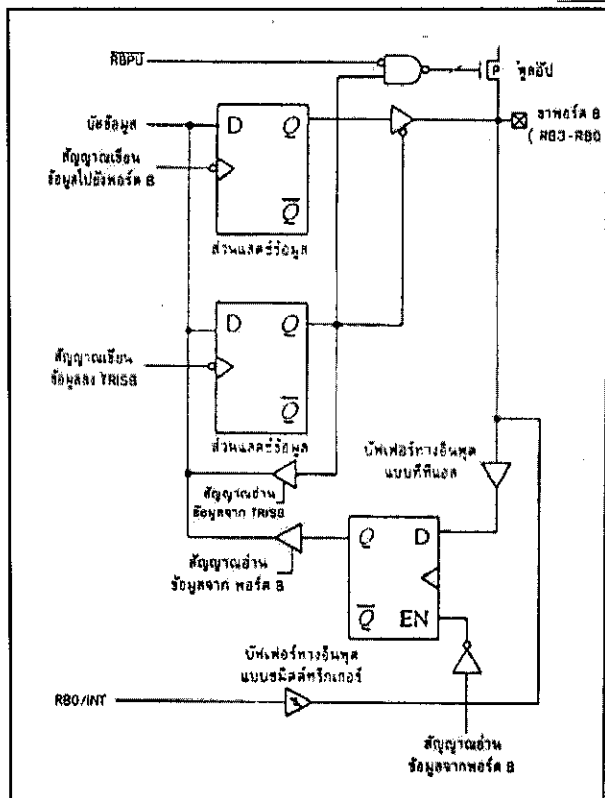 RBPU
P พูลอัป
บัสข้อมูล
D Q
ขาพอร์ต B
( RB3-RB0
สัญญาณเขียน
ข้อมูลไปยังพอร์ต B
Q
ส่วนแลตช์ข้อมูล
D Q
สัญญาณเขียน
ข้อมูลลง TRISB
Q
ส่วนแลตช์ข้อมูล
บัฟเฟอร์ทางอินพุต
แบบทีทีแอล
สัญญาณอ่าน
ข้อมูลจาก TRISB
Q D
สัญญาณอ่าน
ข้อมูลจาก พอร์ต B
Q EN
บัฟเฟอร์ทางอินพุต
แบบชมิตต์ทริกเกอร์
RB0/INT
สัญญาณอ่าน
ข้อมูลจากพอร์ต B